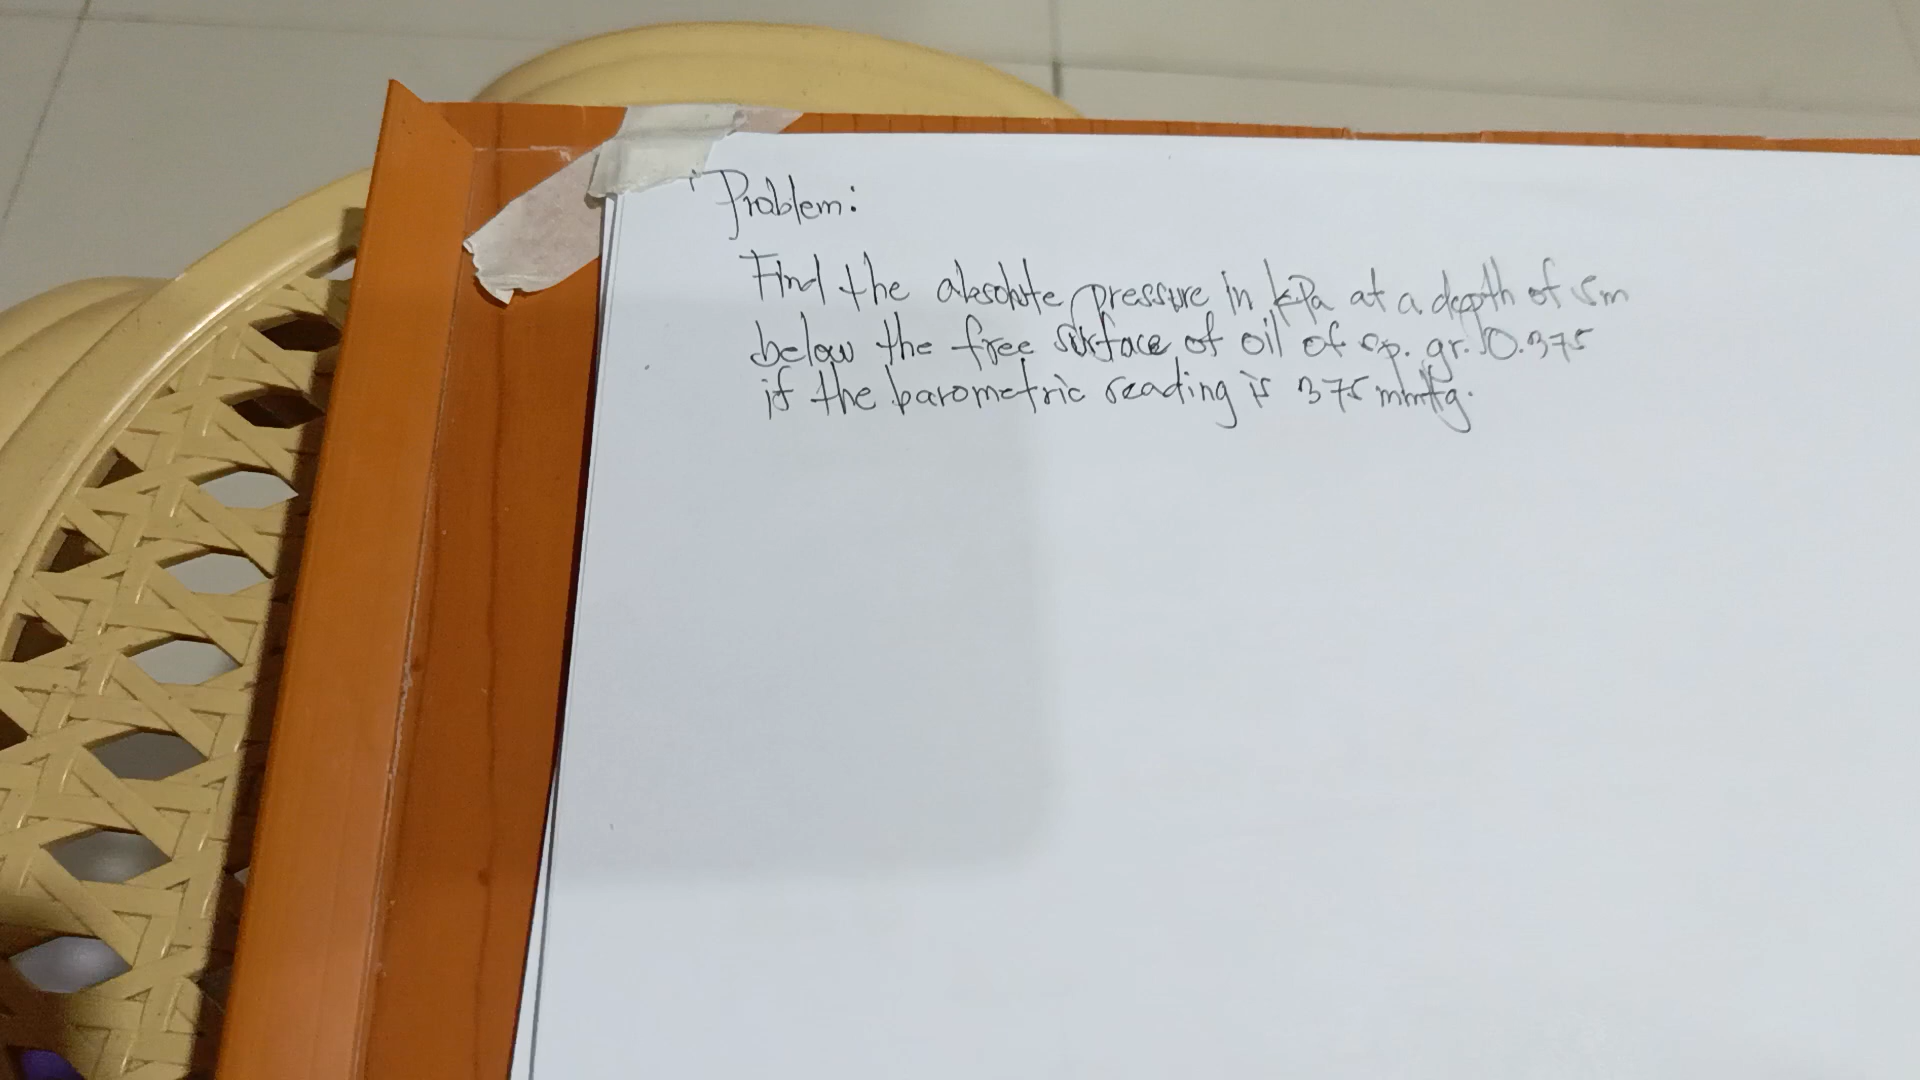 Problem:
Find the absolute pressure in kPa at a depth of 5m
below the free surface of oil of sp. gr. 0.375
if the barometric reading is 375 mmHg.